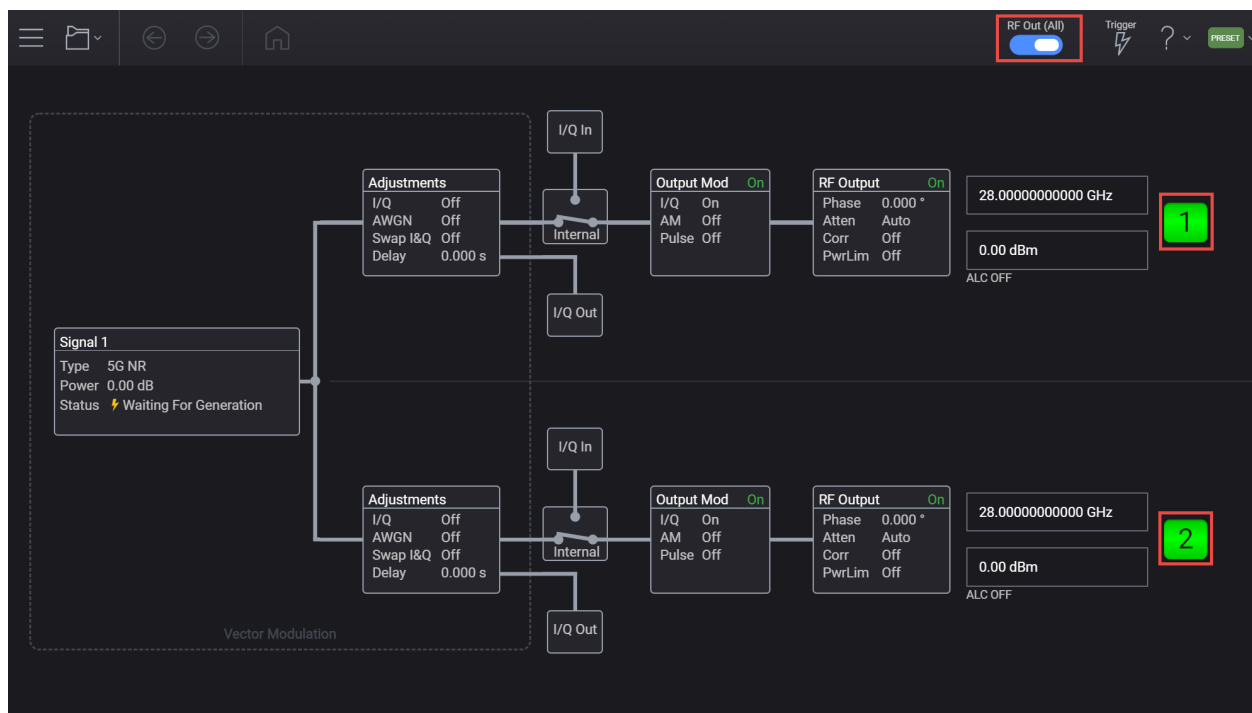 RF Out (All)
Trigger
?
PRESET
I/Q In
Adjustments
I/Q Off
AWGN Off
Swap I&Q Off
Delay 0.000 s
Internal
I/Q Out
Output Mod On
I/Q On
AM Off
Pulse Off
RF Output On
Phase 0.000 °
Atten Auto
Corr Off
PwrLim Off
28.00000000000 GHz
0.00 dBm
ALC OFF
1
Signal 1
Type 5G NR
Power 0.00 dB
Status Waiting For Generation
I/Q In
Adjustments
I/Q Off
AWGN Off
Swap I&Q Off
Delay 0.000 s
Internal
I/Q Out
Output Mod On
I/Q On
AM Off
Pulse Off
RF Output On
Phase 0.000 °
Atten Auto
Corr Off
PwrLim Off
28.00000000000 GHz
0.00 dBm
ALC OFF
2
Vector Modulation